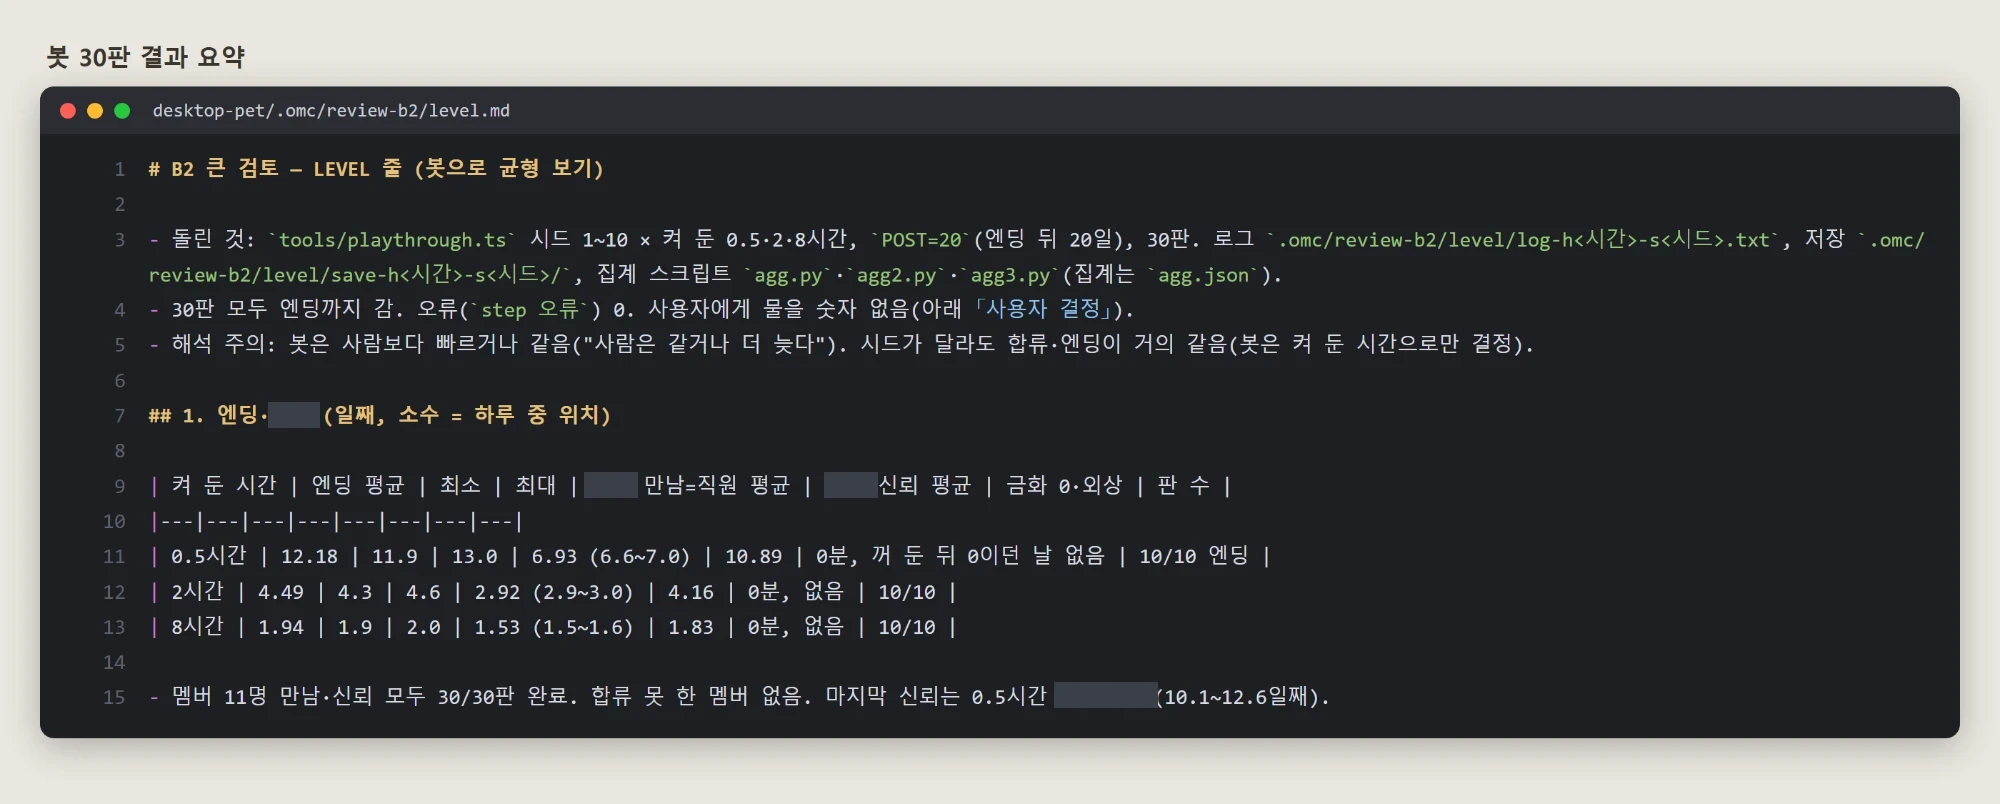 봇 30판 결과 요약
desktop-pet/.omc/review-b2/level.md
1 # B2 큰 검토 — LEVEL 줄 (봇으로 균형 보기)
2
3 - 돌린 것: `tools/playthrough.ts` 시드 1~10 × 켜 둔 0.5·2·8시간, `POST=20`(엔딩 뒤 20일), 30판. 로그 `.omc/review-b2/level/log-h<시간>-s<시드>.txt`, 저장 `.omc/
review-b2/level/save-h<시간>-s<시드>/`, 집계 스크립트 `agg.py`·`agg2.py`·`agg3.py`(집계는 `agg.json`).
4 - 30판 모두 엔딩까지 감. 오류(`step 오류`) 0. 사용자에게 물을 숫자 없음(아래「사용자 결정」).
5 - 해석 주의: 봇은 사람보다 빠르거나 같음("사람은 같거나 더 늦다"). 시드가 달라도 합류·엔딩이 거의 같음(봇은 켜 둔 시간으로만 결정).
6
7 ## 1. 엔딩· (일째, 소수 = 하루 중 위치)
8
9 | 켜 둔 시간 | 엔딩 평균 | 최소 | 최대 | 만남=직원 평균 | 신뢰 평균 | 금화 0·외상 | 판 수 |
10 |---|---|---|---|---|---|---|---|
11 | 0.5시간 | 12.18 | 11.9 | 13.0 | 6.93 (6.6~7.0) | 10.89 | 0분, 꺼 둔 뒤 0이던 날 없음 | 10/10 엔딩 |
12 | 2시간 | 4.49 | 4.3 | 4.6 | 2.92 (2.9~3.0) | 4.16 | 0분, 없음 | 10/10 |
13 | 8시간 | 1.94 | 1.9 | 2.0 | 1.53 (1.5~1.6) | 1.83 | 0분, 없음 | 10/10 |
14
15 - 멤버 11명 만남·신뢰 모두 30/30판 완료. 합류 못 한 멤버 없음. 마지막 신뢰는 0.5시간 (10.1~12.6일째).